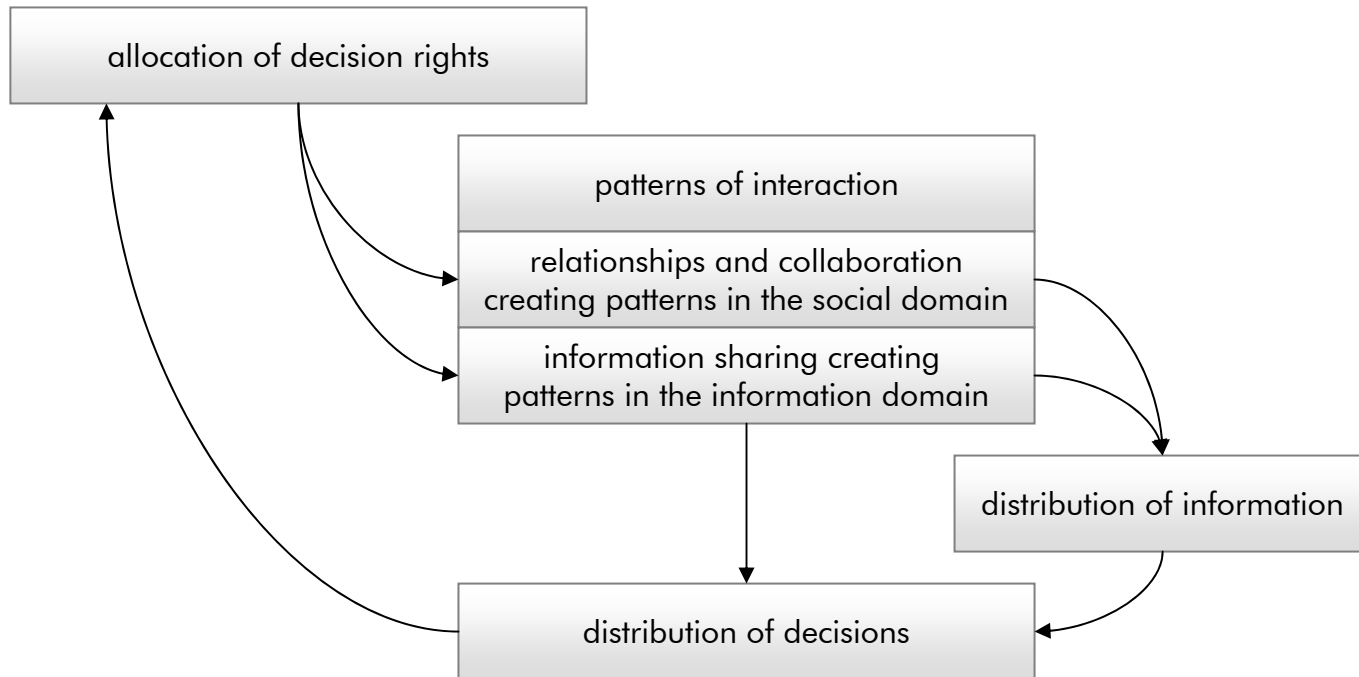 allocation of decision rights
patterns of interaction
relationships and collaboration
creating patterns in the social domain
information sharing creating
patterns in the information domain
distribution of information
distribution of decisions